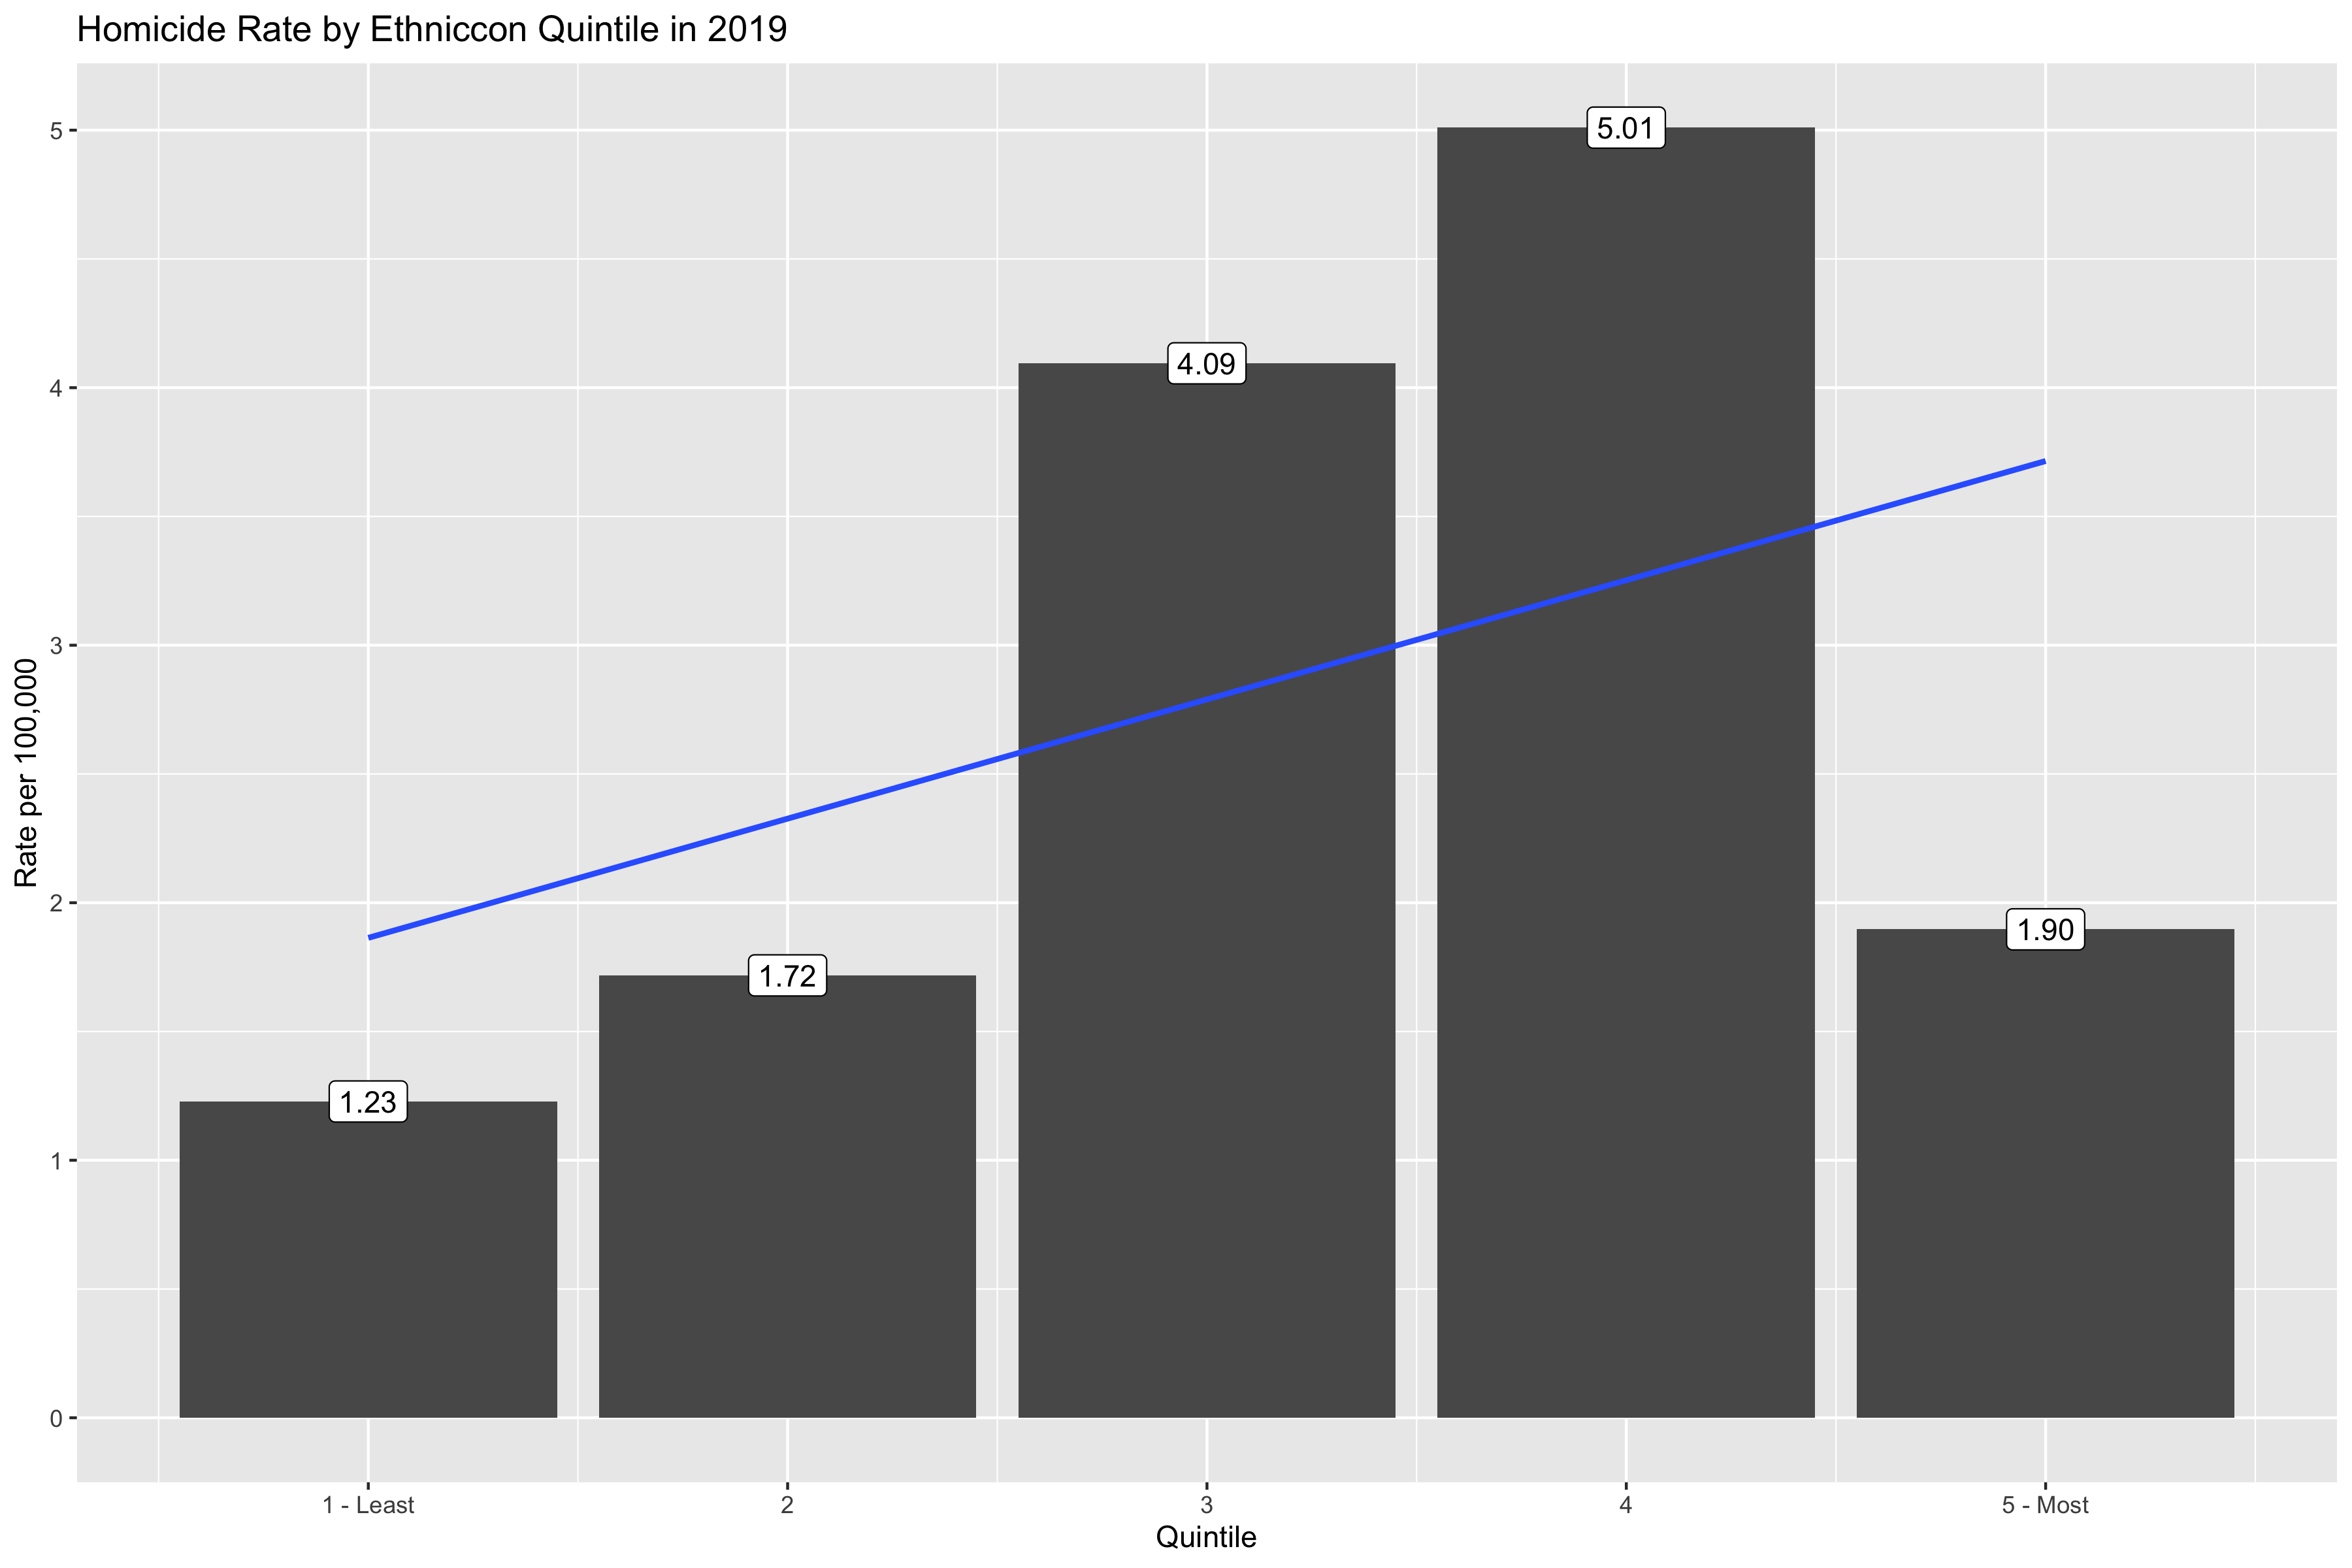 Homicide Rate by Ethniccon Quintile in 2019
Rate per 100,000
5
4
3
2
1
0
1.23
1.72
4.09
5.01
1.90
1 - Least
2
3
4
5 - Most
Quintile